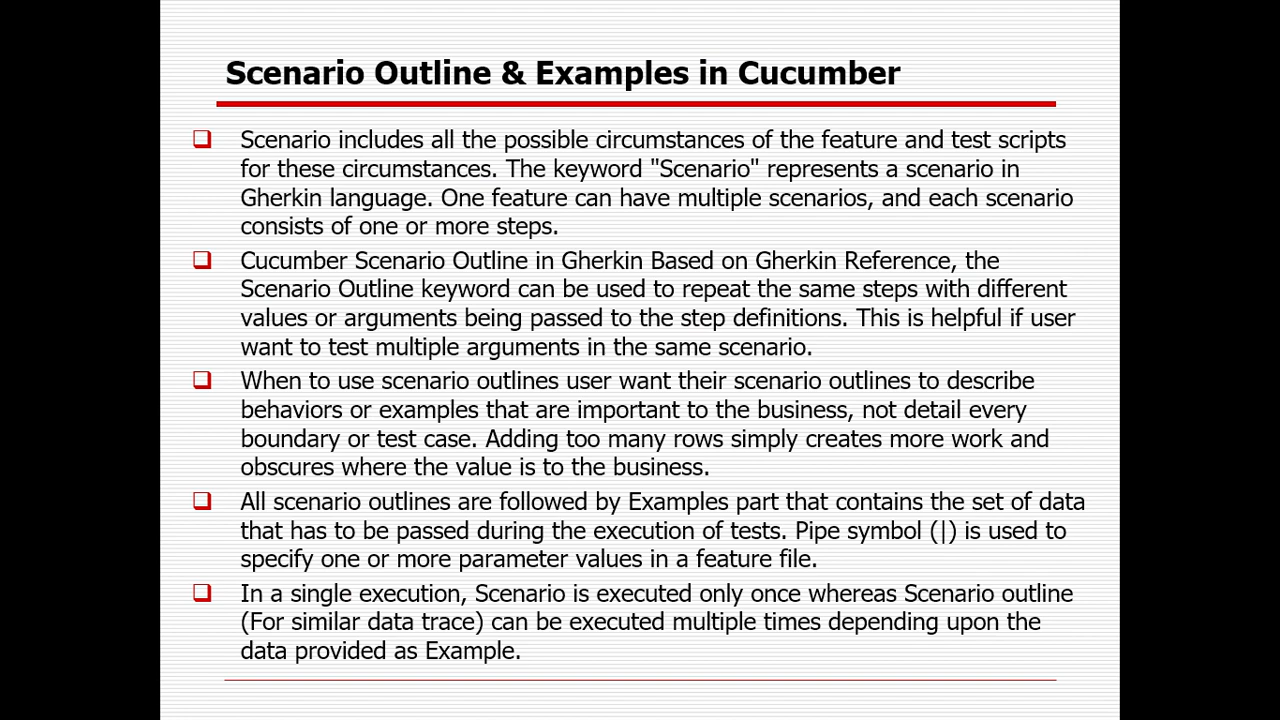 Scenario Outline & Examples in Cucumber
Scenario includes all the possible circumstances of the feature and test scripts
for these circumstances. The keyword "Scenario" represents a scenario in
Gherkin language. One feature can have multiple scenarios, and each scenario
consists of one or more steps.
Cucumber Scenario Outline in Gherkin Based on Gherkin Reference, the
Scenario Outline keyword can be used to repeat the same steps with different
values or arguments being passed to the step definitions. This is helpful if user
want to test multiple arguments in the same scenario.
When to use scenario outlines user want their scenario outlines to describe
behaviors or examples that are important to the business, not detail every
boundary or test case. Adding too many rows simply creates more work and
obscures where the value is to the business.
All scenario outlines are followed by Examples part that contains the set of data
that has to be passed during the execution of tests. Pipe symbol (|) is used to
specify one or more parameter values in a feature file.
In a single execution, Scenario is executed only once whereas Scenario outline
(For similar data trace) can be executed multiple times depending upon the
data provided as Example.